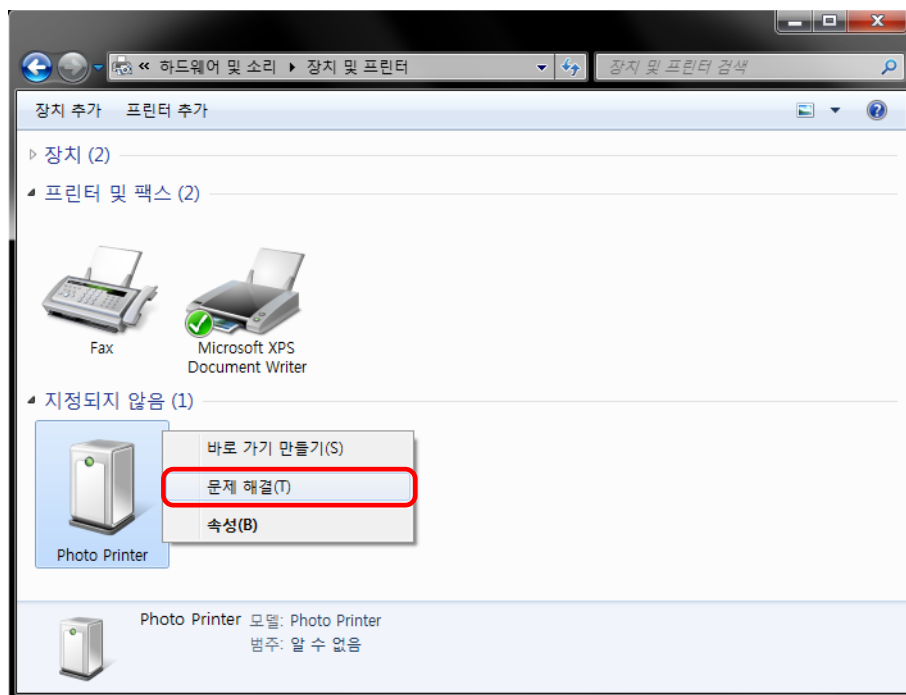 « 하드웨어 및 소리 ▸ 장치 및 프린터
장치 및 프린터 검색
장치 추가 프린터 추가
장치 (2)
프린터 및 팩스 (2)
Fax
Microsoft XPS
Document Writer
지정되지 않음 (1)
바로 가기 만들기(S)
문제 해결(T)
속성(B)
Photo Printer
Photo Printer 모델: Photo Printer
범주: 알 수 없음